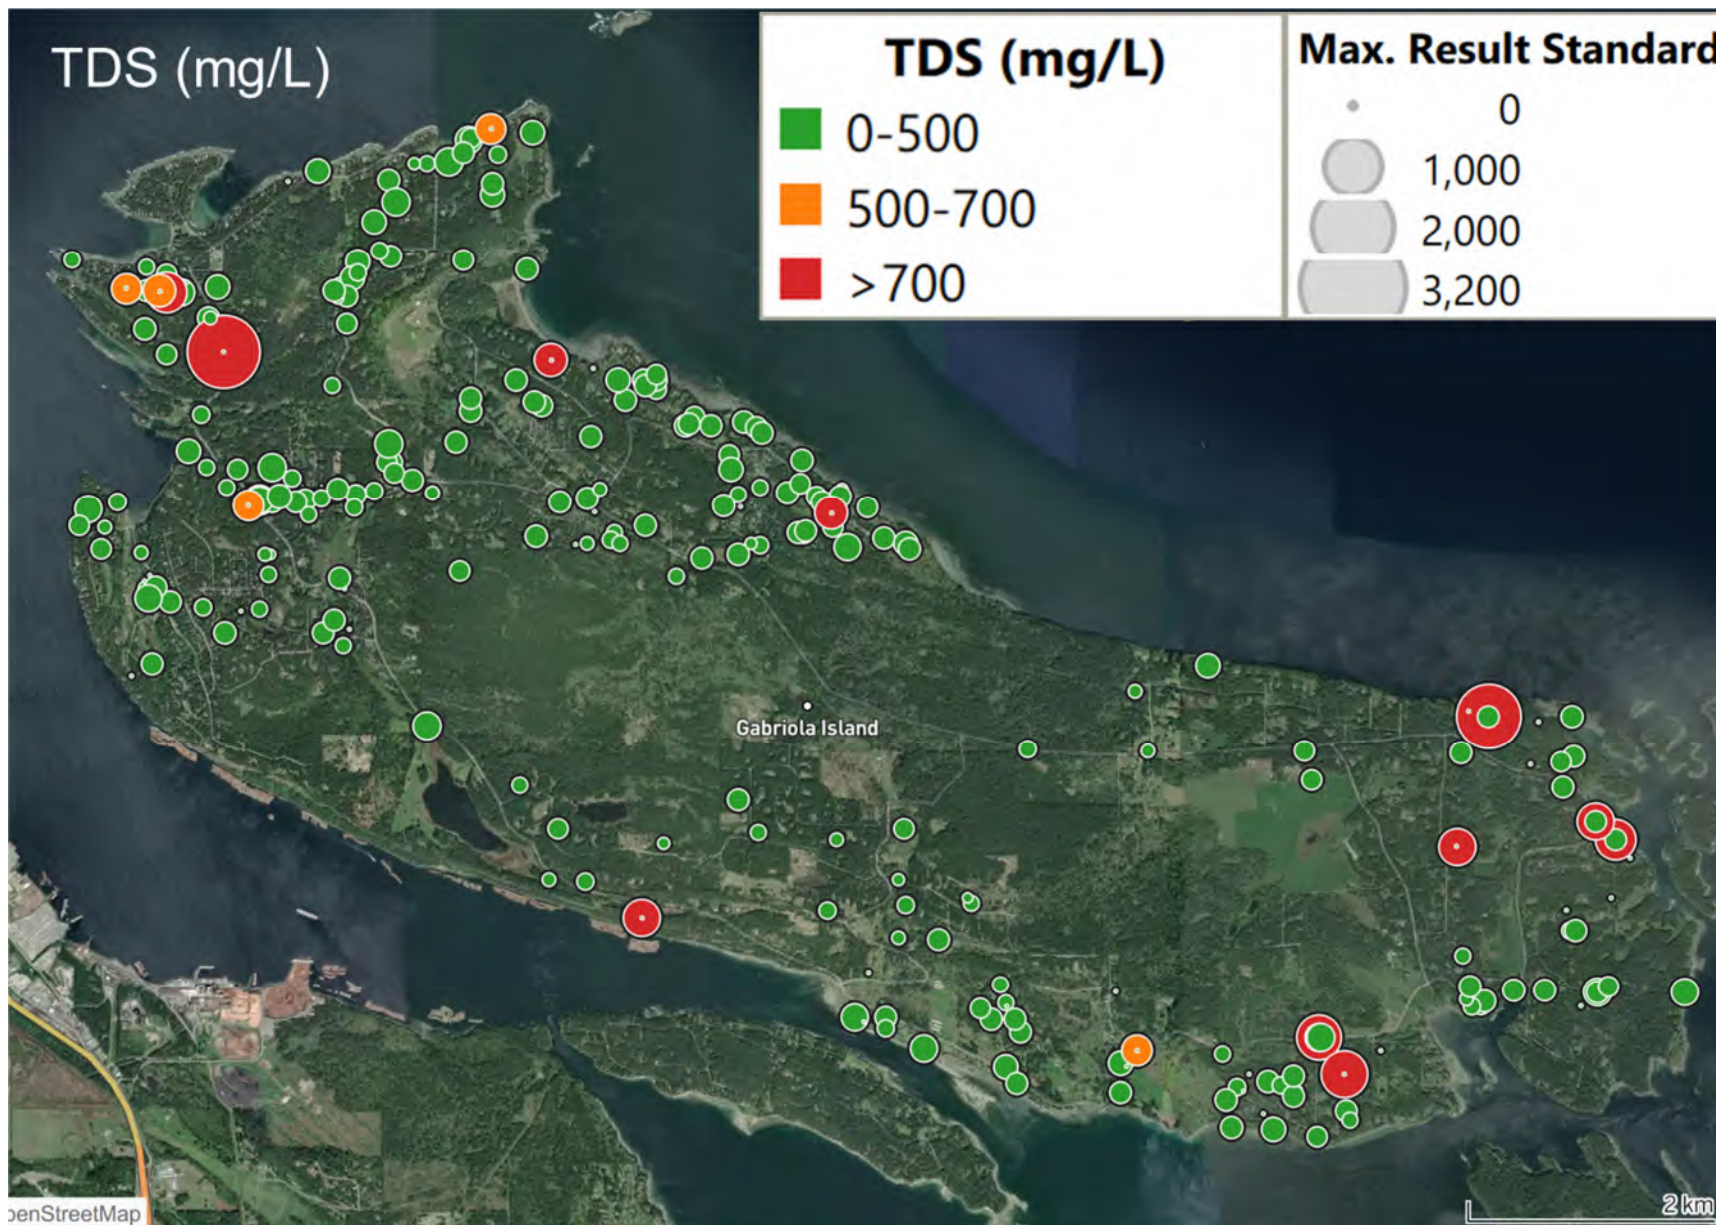 TDS (mg/L)
TDS (mg/L)
0-500
500-700
>700
Max. Result Standard
0
1,000
2,000
3,200
Gabriola Island
penStreetMap
2 km